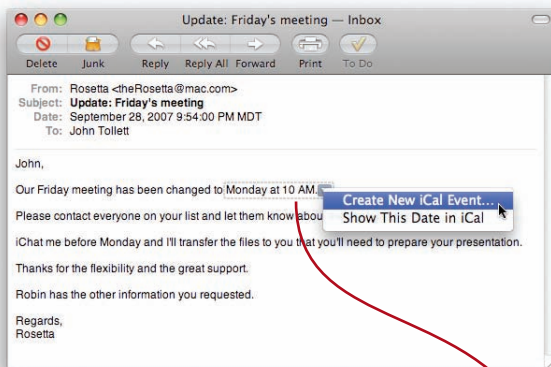 Update: Friday's meeting — Inbox
Delete Junk Reply Reply All Forward Print To Do
From: Rosetta <theRosetta@mac.com>
Subject: Update: Friday's meeting
Date: September 28, 2007 9:54:00 PM MDT
To: John Tollett
John,
Our Friday meeting has been changed to Monday at 10 AM.
Create New iCal Event...
Show This Date in iCal
Please contact everyone on your list and let them know about
iChat me before Monday and I'll transfer the files to you that you'll need to prepare your presentation.
Thanks for the flexibility and the great support.
Robin has the other information you requested.
Regards,
Rosetta